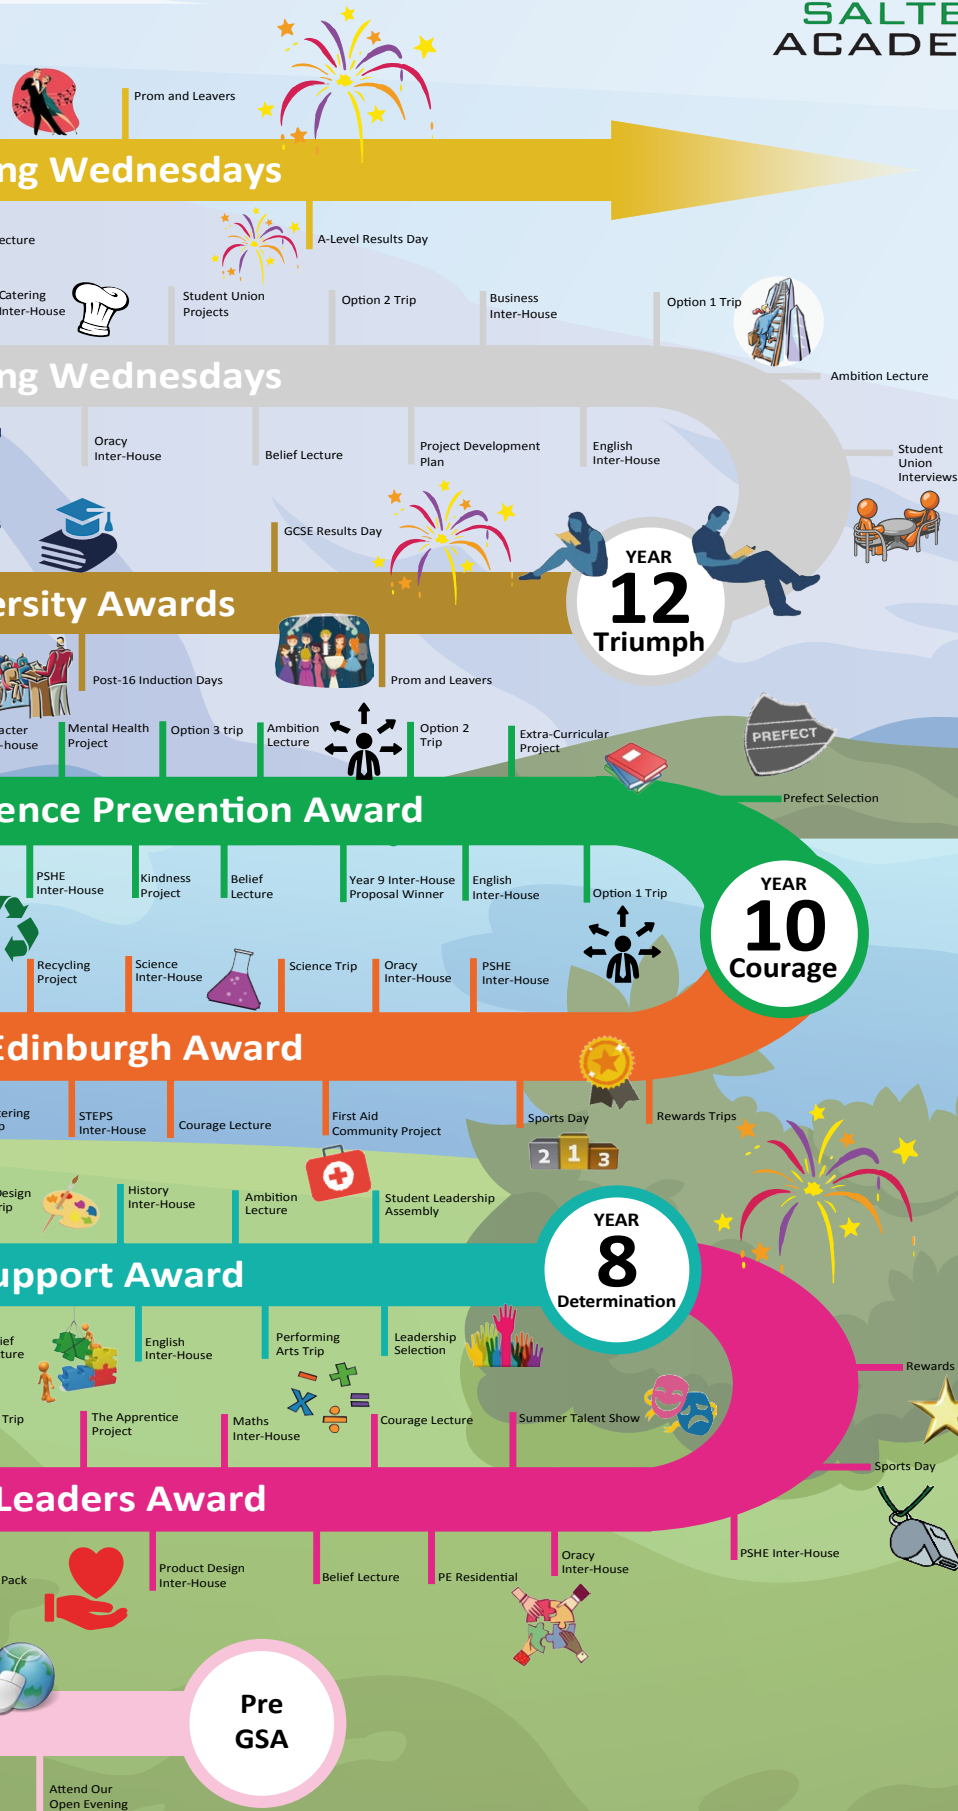 SALTE
ACADE
Prom and Leavers
ng Wednesdays
ecture
A-Level Results Day
Catering
Inter-House
Student Union
Projects
Option 2 Trip
Business
Inter-House
Option 1 Trip
ng Wednesdays
Ambition Lecture
Oracy
Inter-House
Belief Lecture
Project Development
Plan
English
Inter-House
Student
Union
Interviews
GCSE Results Day
YEAR
12
Triumph
ersity Awards
Post-16 Induction Days
Prom and Leavers
acter
-house
Mental Health
Project
Option 3 trip
Ambition
Lecture
Option 2
Trip
Extra-Curricular
Project
PREFECT
Prefect Selection
ence Prevention Award
PSHE
Inter-House
Kindness
Project
Belief
Lecture
Year 9 Inter-House
Proposal Winner
English
Inter-House
Option 1 Trip
YEAR
10
Courage
Recycling
Project
Science
Inter-House
Science Trip
Oracy
Inter-House
PSHE
Inter-House
Edinburgh Award
tering
p
STEPS
Inter-House
Courage Lecture
First Aid
Community Project
Sports Day
Rewards Trips
2 1 3
Design
rip
History
Inter-House
Ambition
Lecture
Student Leadership
Assembly
YEAR
8
Determination
upport Award
ief
ture
English
Inter-House
Performing
Arts Trip
Leadership
Selection
Rewards
Trip
The Apprentice
Project
Maths
Inter-House
Courage Lecture
Summer Talent Show
Sports Day
Leaders Award
Pack
Product Design
Inter-House
Belief Lecture
PE Residential
Oracy
Inter-House
PSHE Inter-House
Pre
GSA
Attend Our
Open Evening